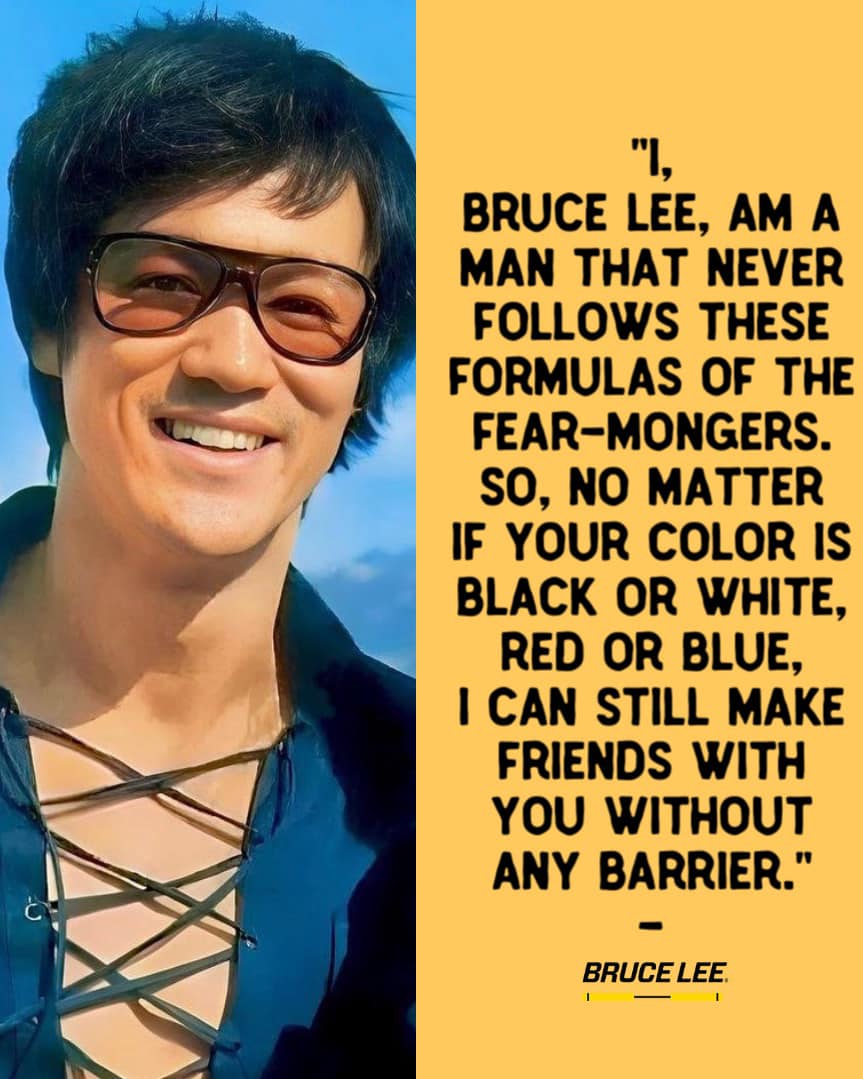 "I,
BRUCE LEE, AM A
MAN THAT NEVER
FOLLOWS THESE
FORMULAS OF THE
FEAR-MONGERS.
SO, NO MATTER
IF YOUR COLOR IS
BLACK OR WHITE,
RED OR BLUE,
I CAN STILL MAKE
FRIENDS WITH
YOU WITHOUT
ANY BARRIER."
–
BRUCE LEE.